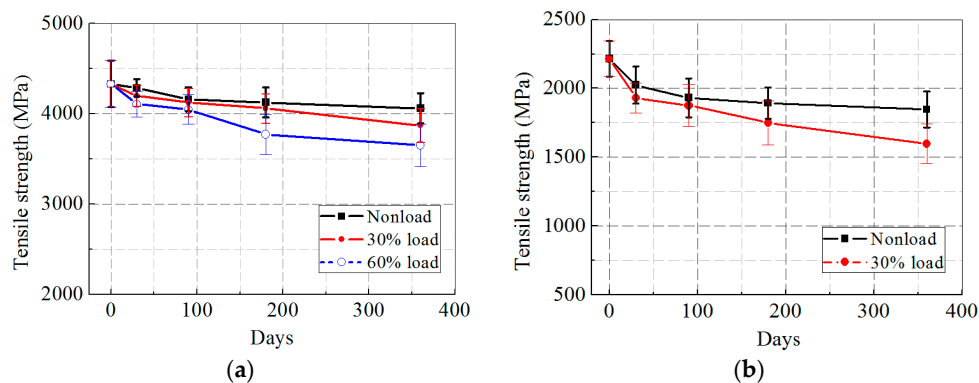 Tensile strength (MPa)
5000
4000
3000
2000
0
100
200
300
400
Days
Nonload
30% load
60% load
(a)
Tensile strength (MPa)
2500
2000
1500
1000
500
0
100
200
300
400
Days
Nonload
30% load
(b)